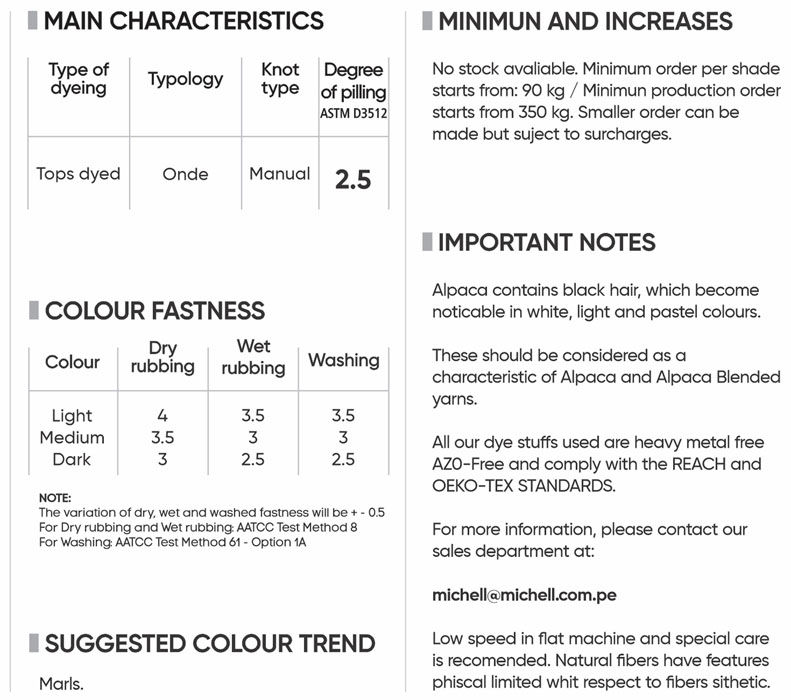 MAIN CHARACTERISTICS
Type of dyeing Typology Knot type Degree of pilling ASTM D3512
Tops dyed Onde Manual 2.5
COLOUR FASTNESS
Colour Dry rubbing Wet rubbing Washing
Light 4 3.5 3.5
Medium 3.5 3 3
Dark 3 2.5 2.5
NOTE:
The variation of dry, wet and washed fastness will be + - 0.5
For Dry rubbing and Wet rubbing: AATCC Test Method 8
For Washing: AATCC Test Method 61 - Option 1A
SUGGESTED COLOUR TREND
Marls.
MINIMUN AND INCREASES
No stock avaliable. Minimum order per shade
starts from: 90 kg / Minimun production order
starts from 350 kg. Smaller order can be
made but suject to surcharges.
IMPORTANT NOTES
Alpaca contains black hair, which become
noticable in white, light and pastel colours.
These should be considered as a
characteristic of Alpaca and Alpaca Blended
yarns.
All our dye stuffs used are heavy metal free
AZ0-Free and comply with the REACH and
OEKO-TEX STANDARDS.
For more information, please contact our
sales department at:
michell@michell.com.pe
Low speed in flat machine and special care
is recomended. Natural fibers have features
phiscal limited whit respect to fibers sithetic.